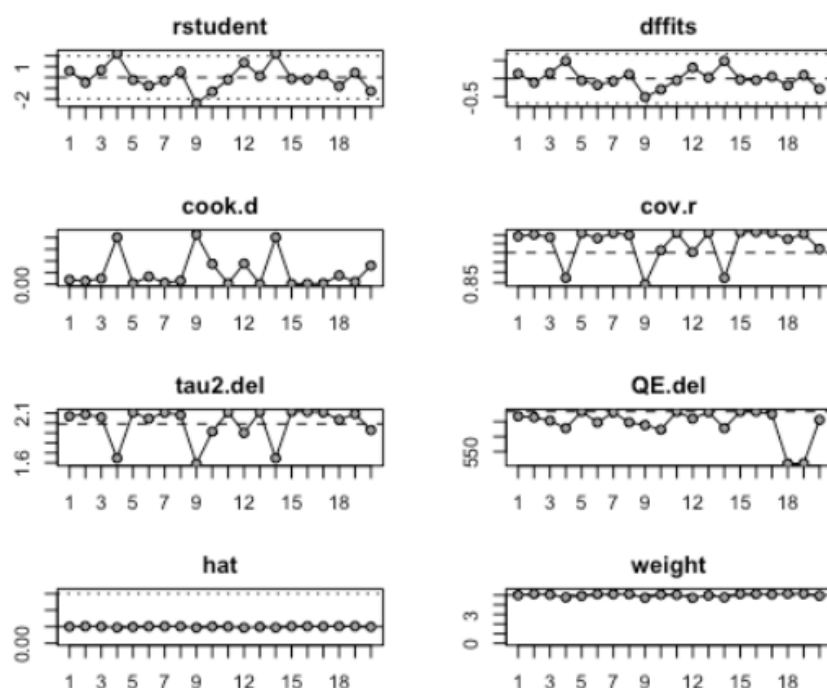 rstudent
1
-2
1 3 5 7 9 12 15 18
dffits
-0.5
1 3 5 7 9 12 15 18
cook.d
0.00
1 3 5 7 9 12 15 18
cov.r
0.85
1 3 5 7 9 12 15 18
tau2.del
2.1
1.6
1 3 5 7 9 12 15 18
QE.del
550
1 3 5 7 9 12 15 18
hat
0.00
1 3 5 7 9 12 15 18
weight
3
0
1 3 5 7 9 12 15 18